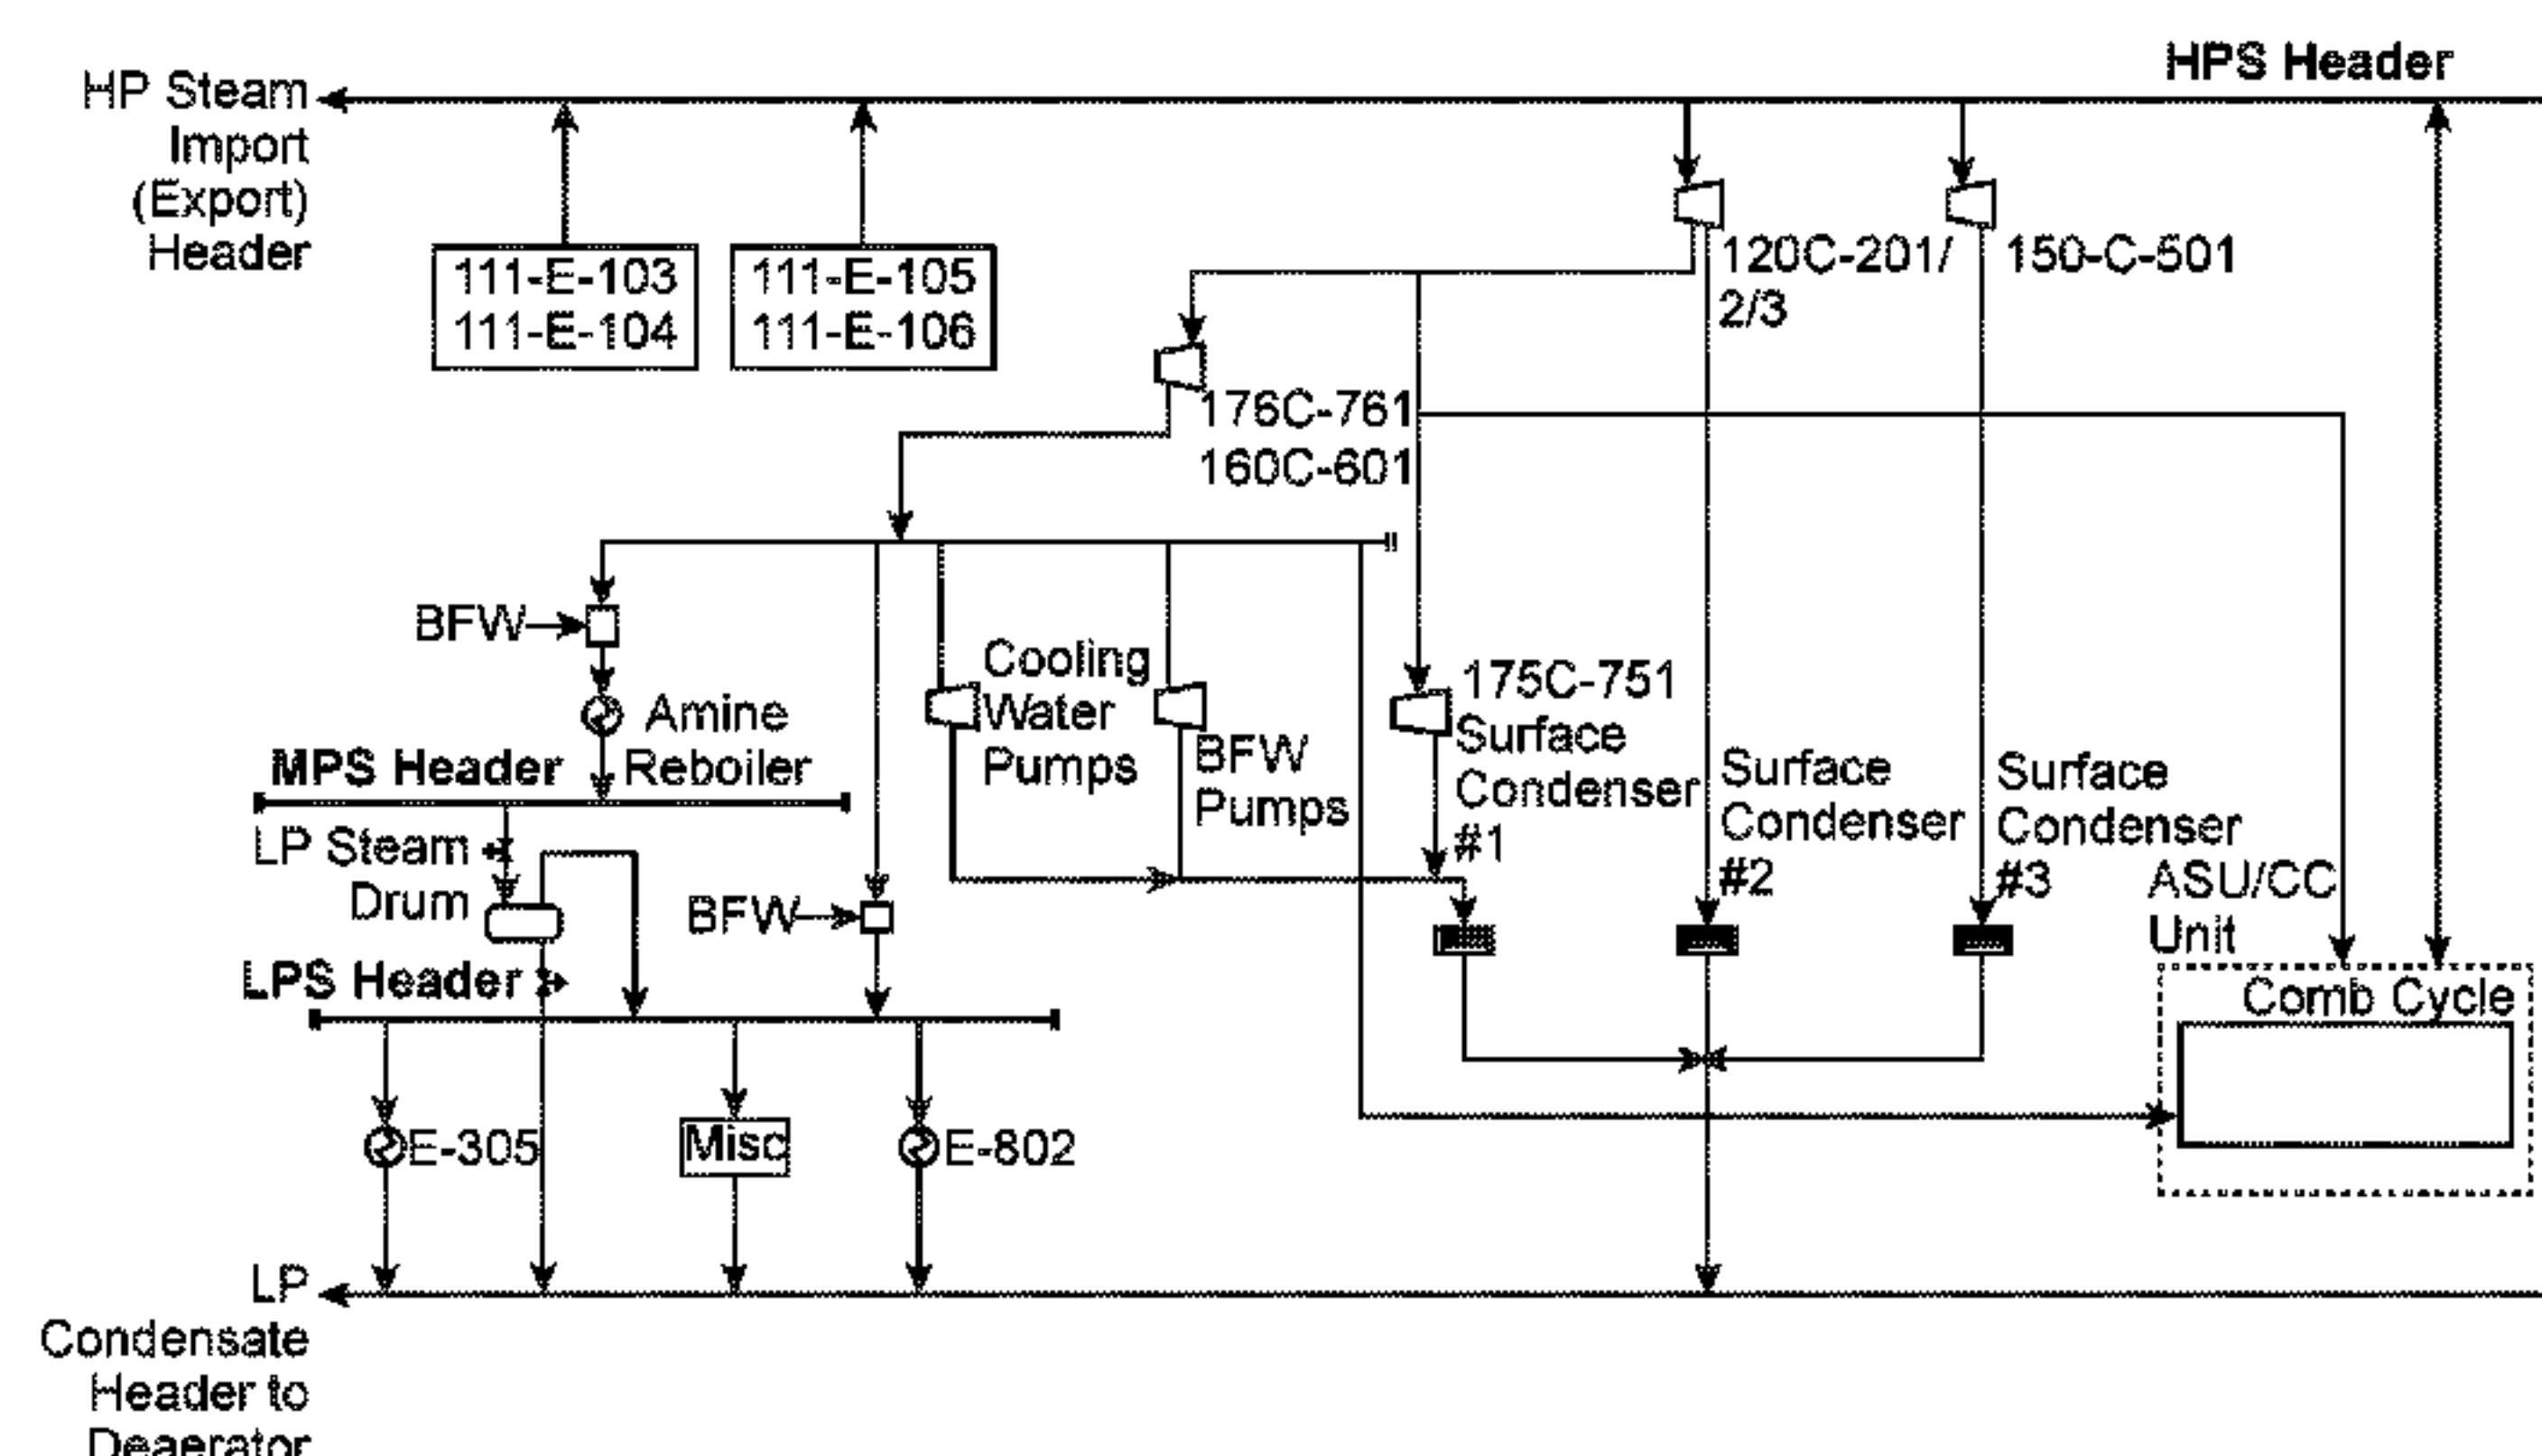 HPS Header
HP Steam
Import
(Export)
Header
111-E-103
111-E-104
111-E-105
111-E-106
120C-201/
2/3
150-C-501
176C-761
160C-601
BFW
Amine
Reboiler
MPS Header
Cooling
Water
Pumps
BFW
Pumps
175C-751
Surface
Condenser
#1
Surface
Condenser
#2
Surface
Condenser
#3
ASU/CC
Unit
Comb Cycle
LP Steam
Drum
BFW
LPS Header
E-305
Misc
E-802
LP
Condensate
Header to
Deaerator